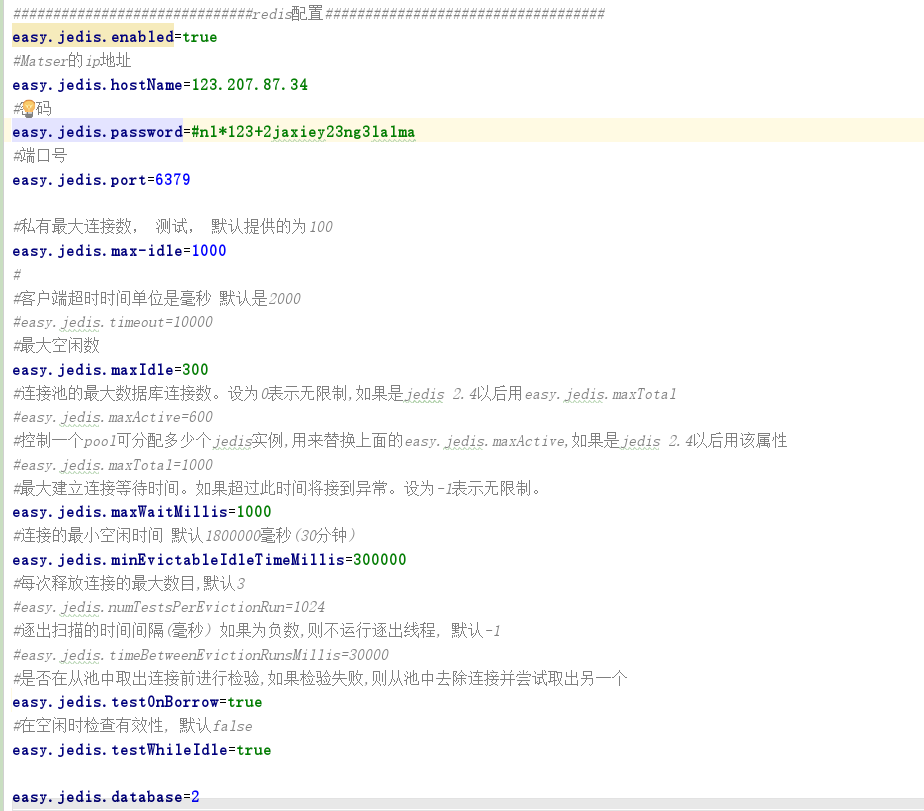 ##############################redis配置###################################
easy.jedis.enabled=true
#Matser的ip地址
easy.jedis.hostName=123.207.87.34
#码
easy.jedis.password=#nl*123+2jaxiey23ng3lalma
#端口号
easy.jedis.port=6379
#私有最大连接数， 测试， 默认提供的为100
easy.jedis.max-idle=1000
#
#客户端超时时间单位是毫秒 默认是2000
#easy.jedis.timeout=10000
#最大空闲数
easy.jedis.maxIdle=300
#连接池的最大数据库连接数。设为0表示无限制,如果是jedis 2.4以后用easy.jedis.maxTotal
#easy.jedis.maxActive=600
#控制一个pool可分配多少个jedis实例,用来替换上面的easy.jedis.maxActive,如果是jedis 2.4以后用该属性
#easy.jedis.maxTotal=1000
#最大建立连接等待时间。如果超过此时间将接到异常。设为-1表示无限制。
easy.jedis.maxWaitMillis=1000
#连接的最小空闲时间 默认1800000毫秒(30分钟)
easy.jedis.minEvictableIdleTimeMillis=300000
#每次释放连接的最大数目,默认3
#easy.jedis.numTestsPerEvictionRun=1024
#逐出扫描的时间间隔(毫秒) 如果为负数,则不运行逐出线程, 默认-1
#easy.jedis.timeBetweenEvictionRunsMillis=30000
#是否在从池中取出连接前进行检验,如果检验失败,则从池中去除连接并尝试取出另一个
easy.jedis.testOnBorrow=true
#在空闲时检查有效性, 默认false
easy.jedis.testWhileIdle=true
easy.jedis.database=2